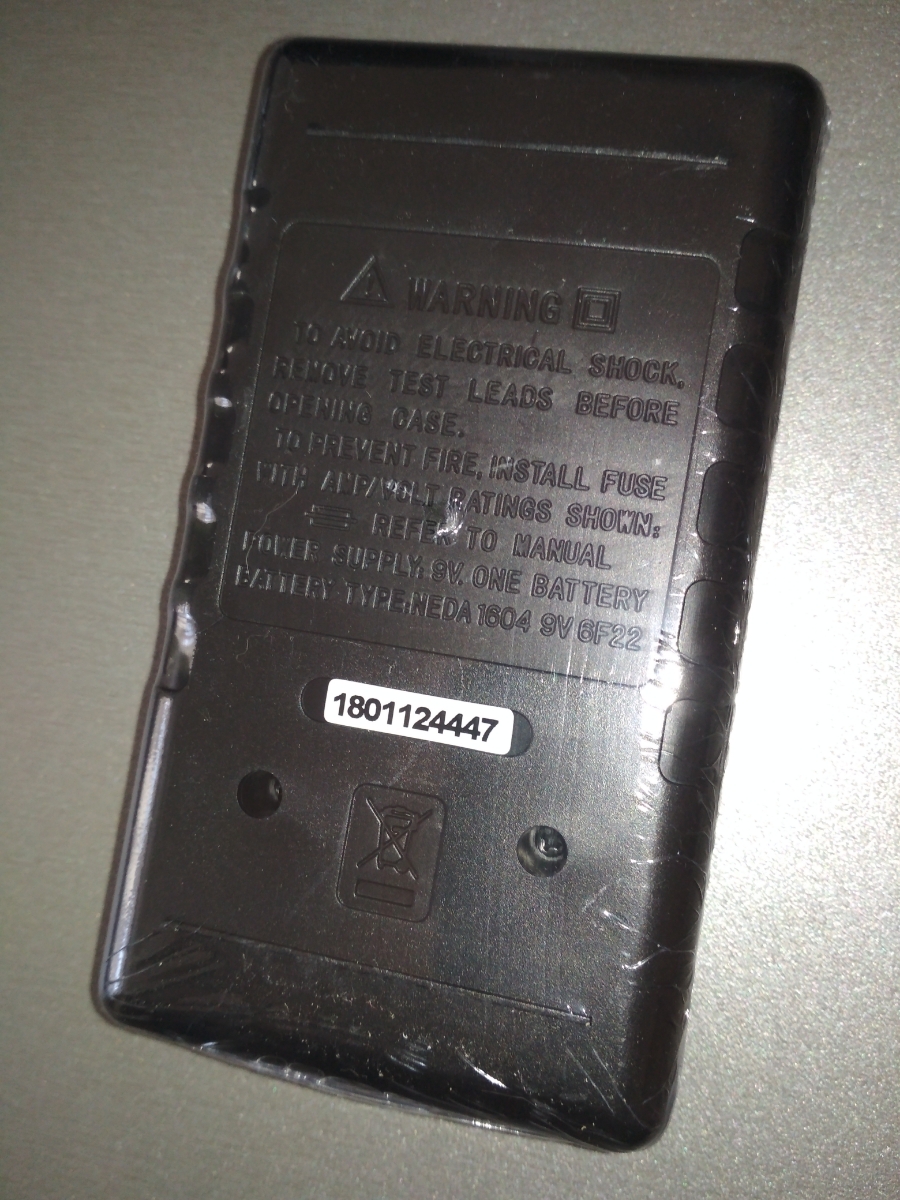 WARNING
TO AVOID ELECTRICAL SHOCK,
REMOVE TEST LEADS BEFORE
OPENING CASE.
TO PREVENT FIRE, INSTALL FUSE
WITH AMP/VOLT RATINGS SHOWN:
REFER TO MANUAL
POWER SUPPLY: 9V. ONE BATTERY
BATTERY TYPE:NEDA 1604 9V 6F22
1801124447